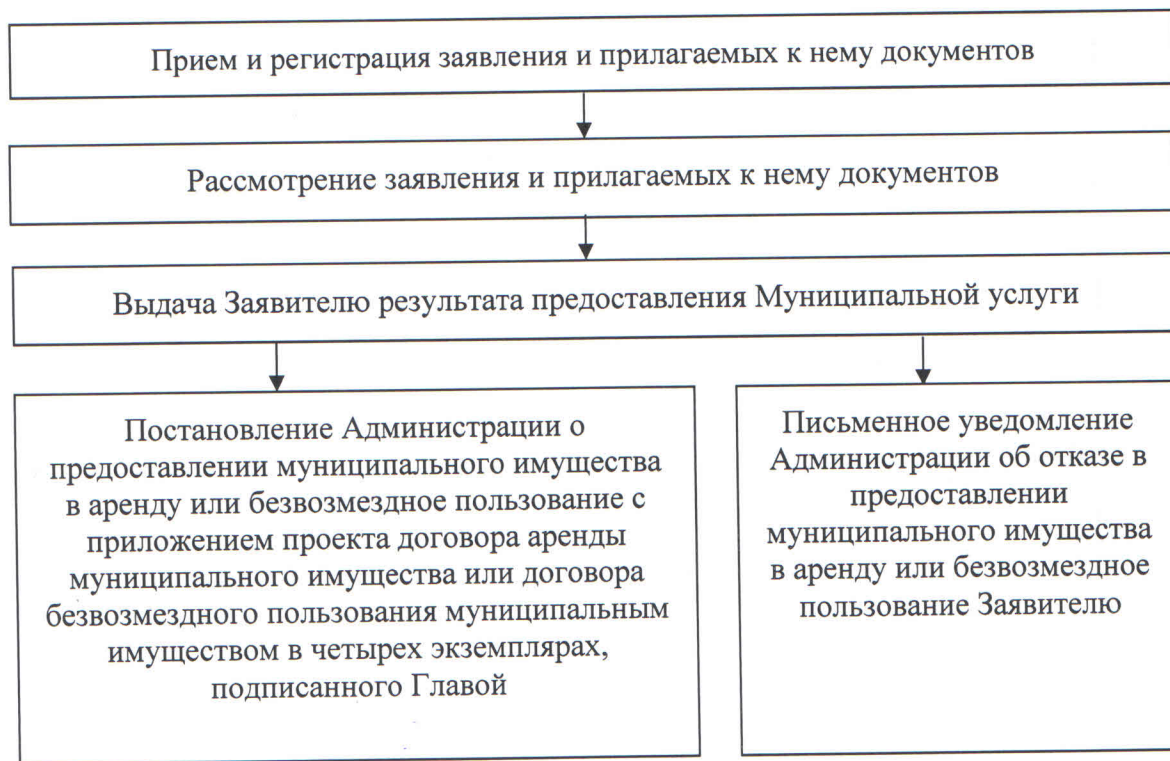 Прием и регистрация заявления и прилагаемых к нему документов
Рассмотрение заявления и прилагаемых к нему документов
Выдача Заявителю результата предоставления Муниципальной услуги
Постановление Администрации о
предоставлении муниципального имущества
в аренду или безвозмездное пользование с
приложением проекта договора аренды
муниципального имущества или договора
безвозмездного пользования муниципальным
имуществом в четырех экземплярах,
подписанного Главой
Письменное уведомление
Администрации об отказе в
предоставлении
муниципального имущества
в аренду или безвозмездное
пользование Заявителю